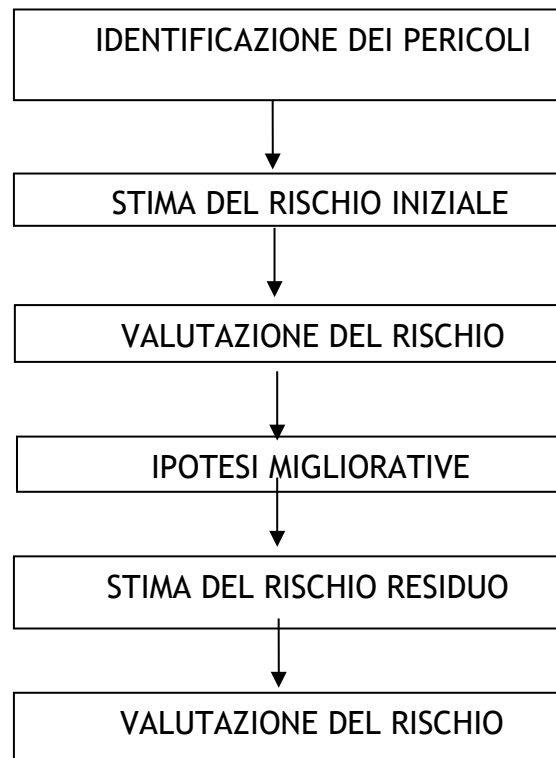 IDENTIFICAZIONE DEI PERICOLI
STIMA DEL RISCHIO INIZIALE
VALUTAZIONE DEL RISCHIO
IPOTESI MIGLIORATIVE
STIMA DEL RISCHIO RESIDUO
VALUTAZIONE DEL RISCHIO